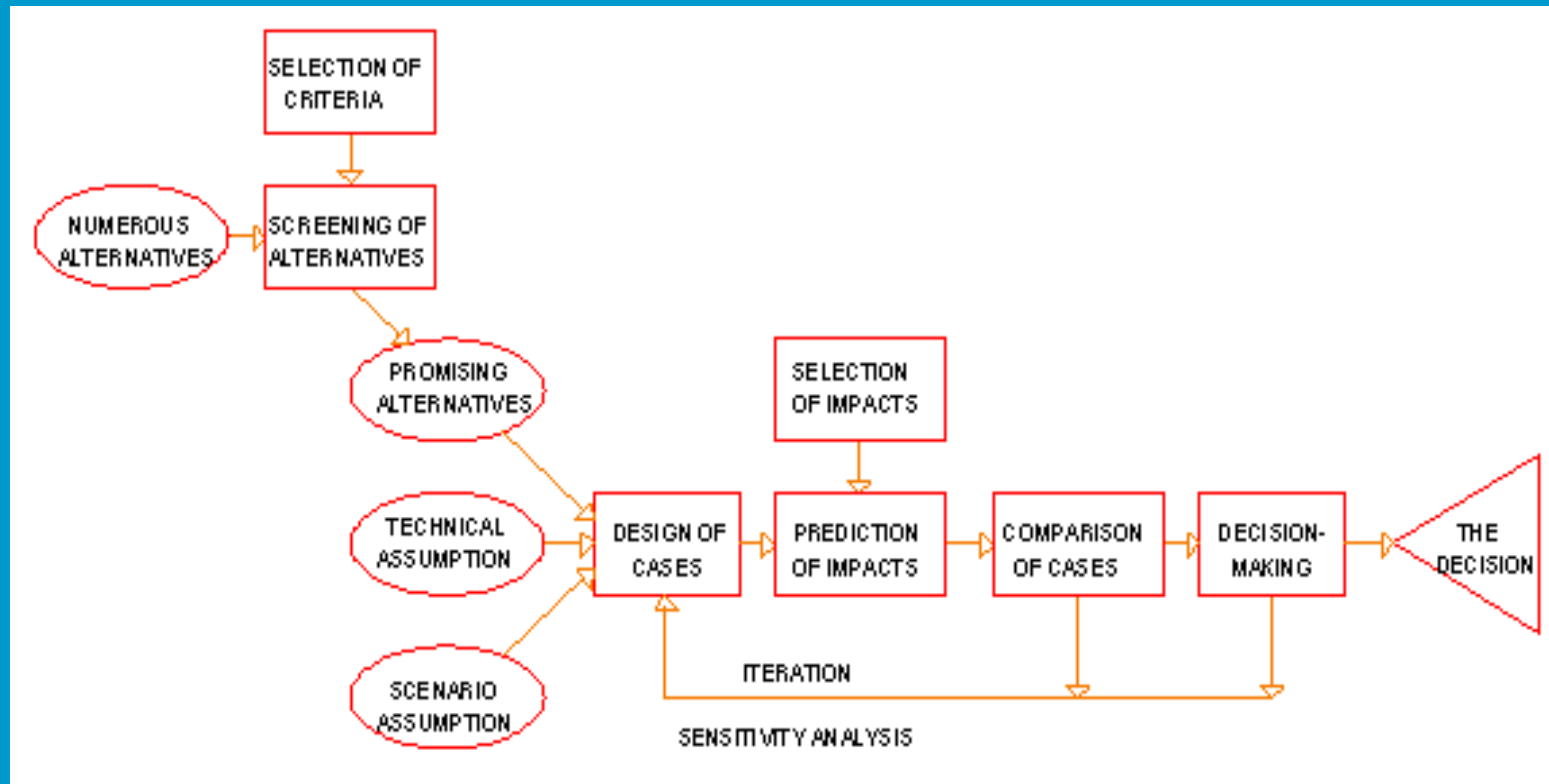 SELECTION OF
CRITERIA
NUMEROUS
ALTERNATIVES
SCREENING OF
ALTERNATIVES
PROMISING
ALTERNATIVES
SELECTION
OF IMPACTS
TECHNICAL
ASSUMPTION
DESIGN OF
CASES
PREDICTION
OF IMPACTS
COMPARISON
OF CASES
DECISION-
MAKING
THE
DECISION
SCENARIO
ASSUMPTION
ITERATION
SENSITIVITY ANALYSIS